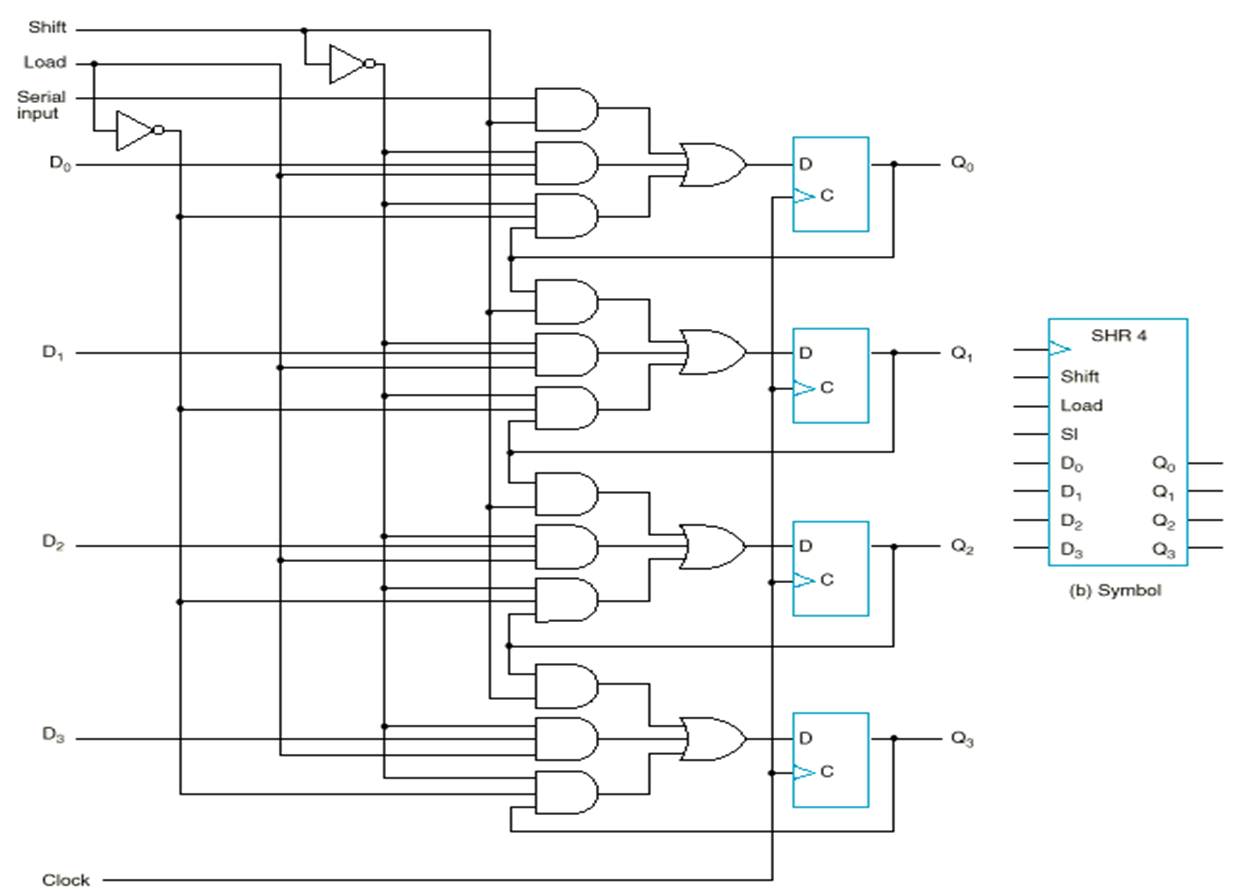 Shift
Load
Serial
input
D₀
D C Q₀
D₁
D C Q₁
D₂
D C Q₂
D₃
D C Q₃
Clock
SHR 4
Shift
Load
SI
D₀ Q₀
D₁ Q₁
D₂ Q₂
D₃ Q₃
(b) Symbol